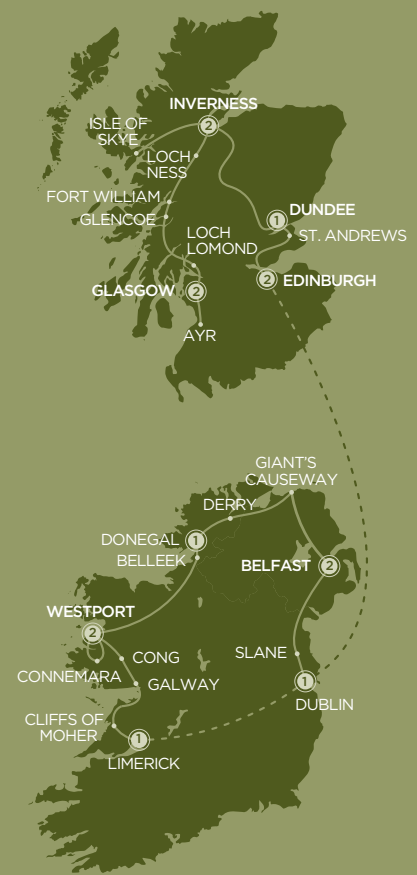 INVERNESS
2
ISLE OF
SKYE
LOCH
NESS
FORT WILLIAM
GLENCOE
1
DUNDEE
ST. ANDREWS
LOCH
LOMOND
2
EDINBURGH
GLASGOW
2
AYR
GIANT'S
CAUSEWAY
DERRY
DONEGAL
1
BELLEEK
BELFAST
2
WESTPORT
2
SLANE
CONG
CONNEMARA
GALWAY
1
DUBLIN
CLIFFS OF
MOHER
1
LIMERICK